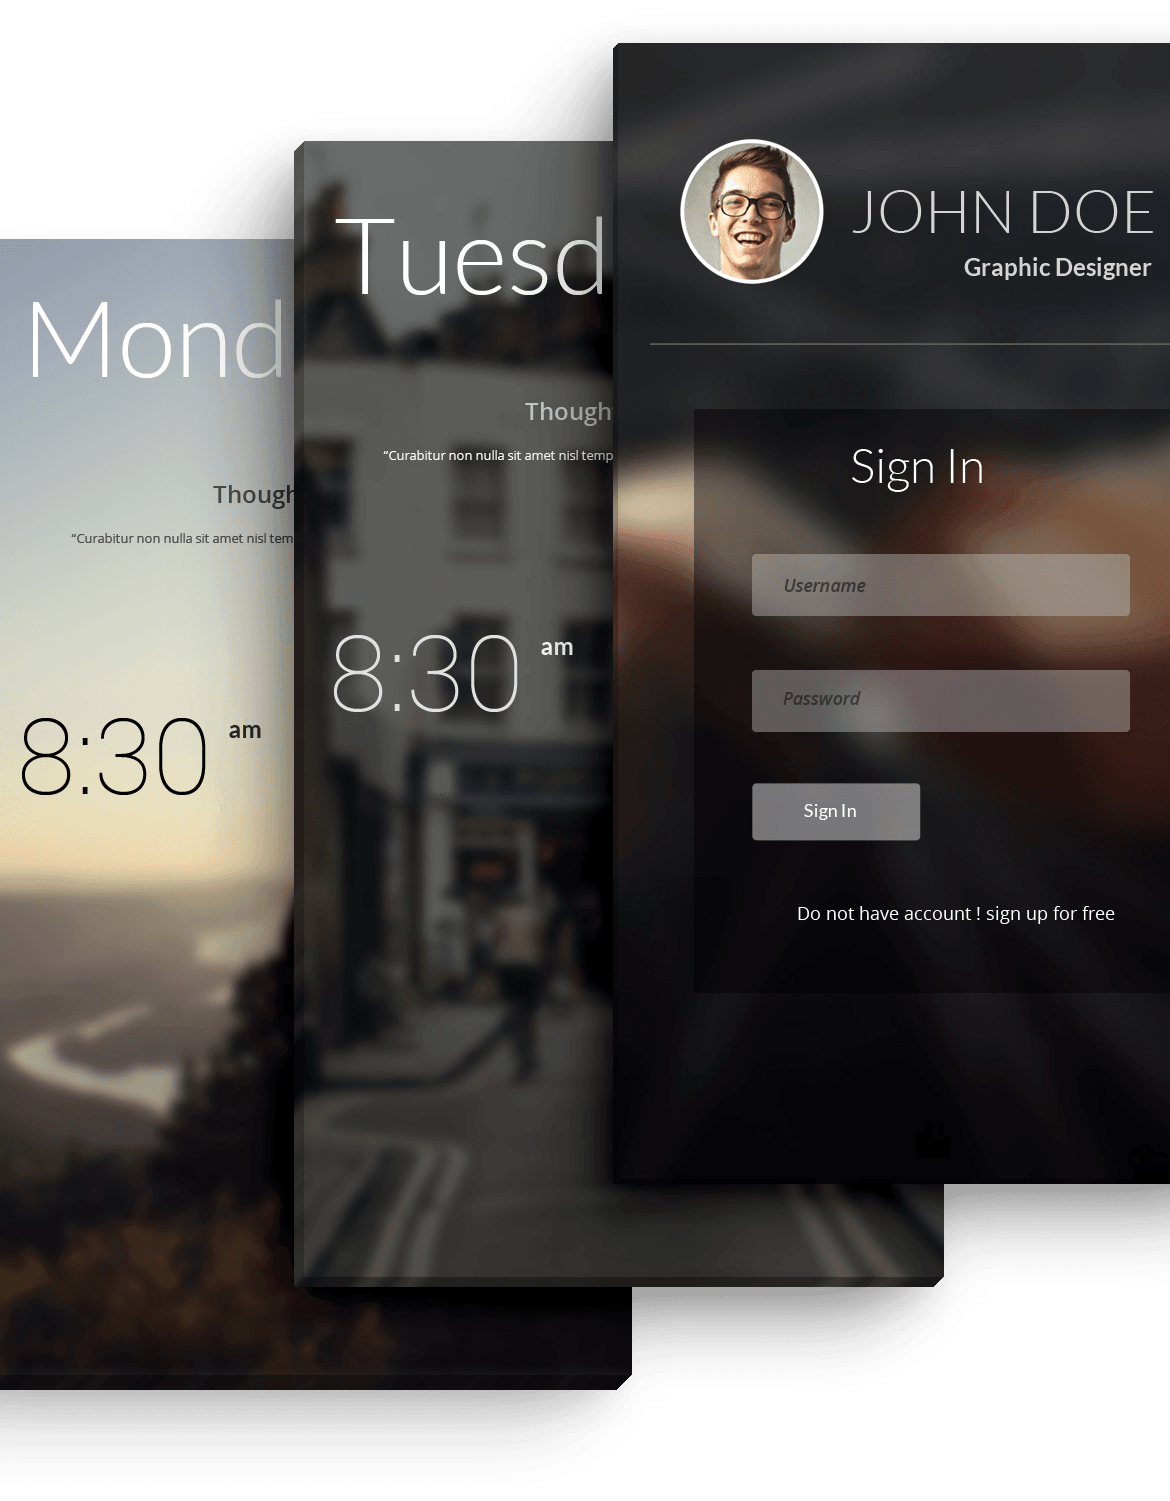 Mond
Though
“Curabitur non nulla sit amet nisl tem
8:30 am
Tuesd
Though
“Curabitur non nulla sit amet nisl temp
8:30 am
JOHN DOE
Graphic Designer
Sign In
Username
Password
Sign In
Do not have account ! sign up for free